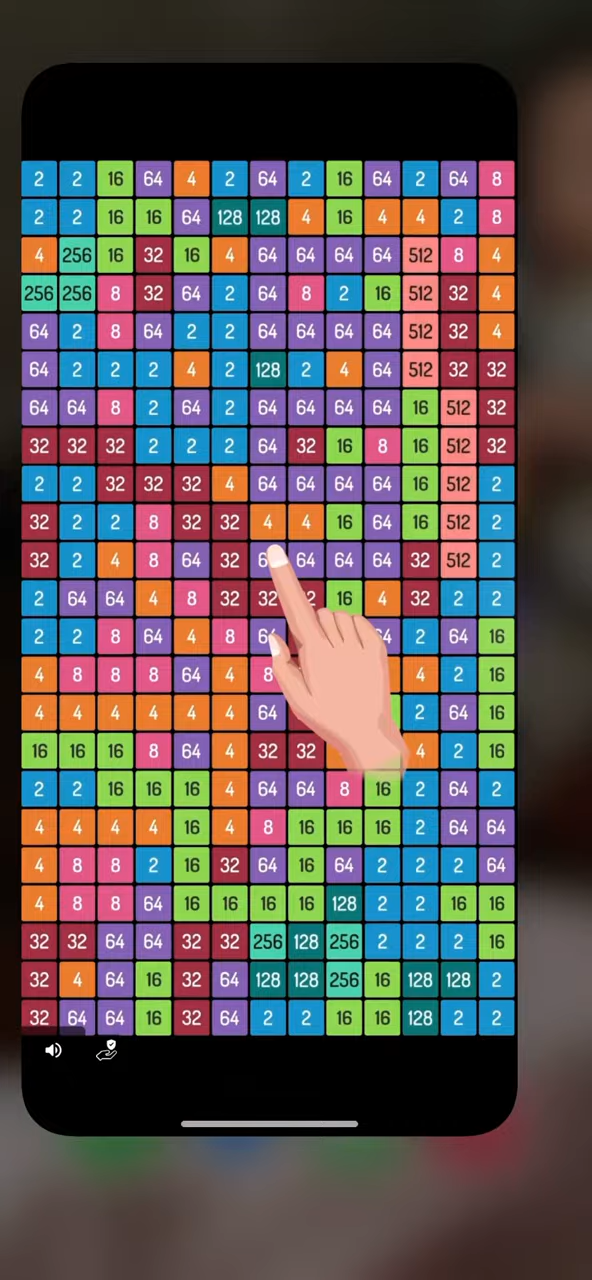 2 2 16 64 4 2 64 2 16 64 2 64 8
2 2 16 16 64 128 128 4 16 4 4 2 8
4 256 16 32 16 4 64 64 64 64 512 8 4
256 256 8 32 64 2 64 8 2 16 512 32 4
64 2 8 64 2 2 64 64 64 64 512 32 4
64 2 2 2 4 2 128 2 4 64 512 32 32
64 64 8 2 64 2 64 64 64 64 16 512 32
32 32 32 2 2 2 64 32 16 8 16 512 32
2 2 32 32 32 4 64 64 64 64 16 512 2
32 2 2 8 32 32 4 4 16 64 16 512 2
32 2 4 8 64 32 64 64 64 32 512 2
2 64 64 4 8 32 32 16 4 32 2 2
2 2 8 64 4 8 64 2 64 16
4 8 8 8 64 4 8 4 2 16
4 4 4 4 4 4 64 2 64 16
16 16 16 8 64 4 32 32 4 2 16
2 2 16 16 16 4 64 64 8 16 2 64 2
4 4 4 4 16 4 8 16 16 16 2 64 64
4 8 8 2 16 32 64 16 64 2 2 2 64
4 8 8 64 16 16 16 16 128 2 2 16 16
32 32 64 64 32 32 256 128 256 2 2 2 16
32 4 64 16 32 64 128 128 256 16 128 128 2
32 64 64 16 32 64 2 2 16 16 128 2 2